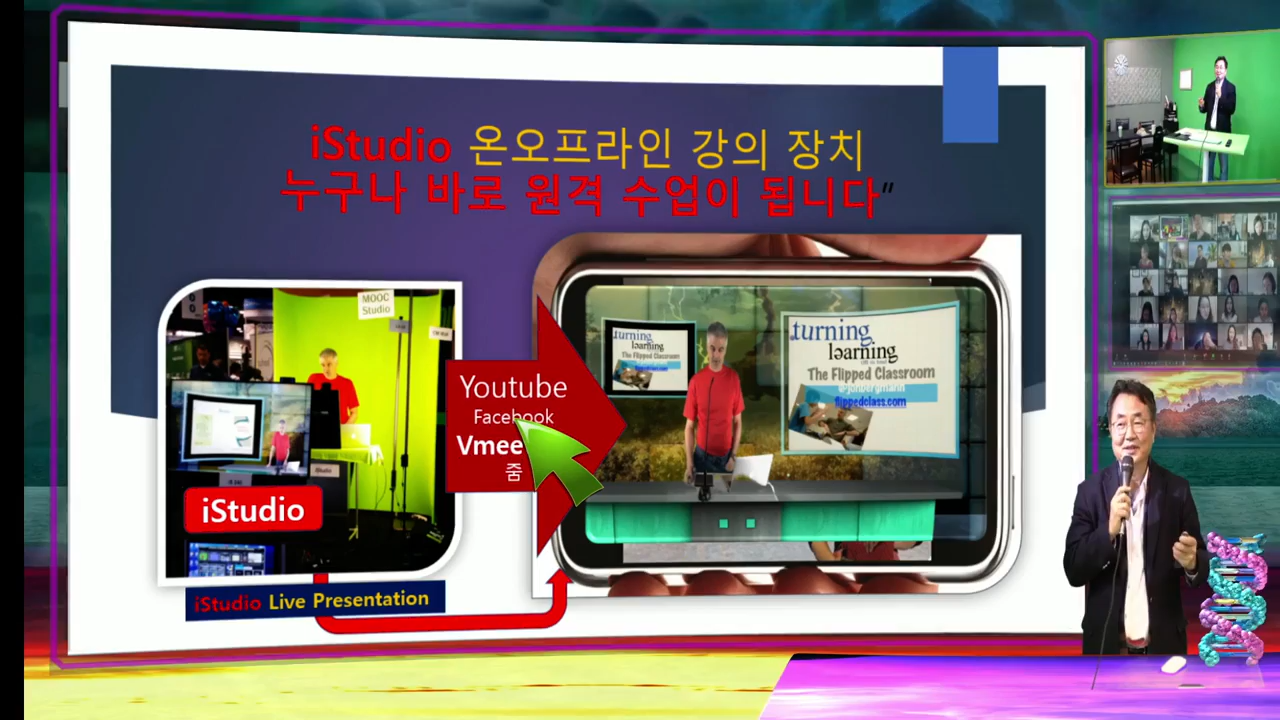 iStudio 온오프라인 강의 장치
누구나 바로 원격 수업이 됩니다"
MOOC
Studio
iStudio
iStudio Live Presentation
Youtube
Facebook
Vmee
줌
turning
learning
The Flipped Classroom
turning
learning
The Flipped Classroom
@jonbergmann
flippedclass.com